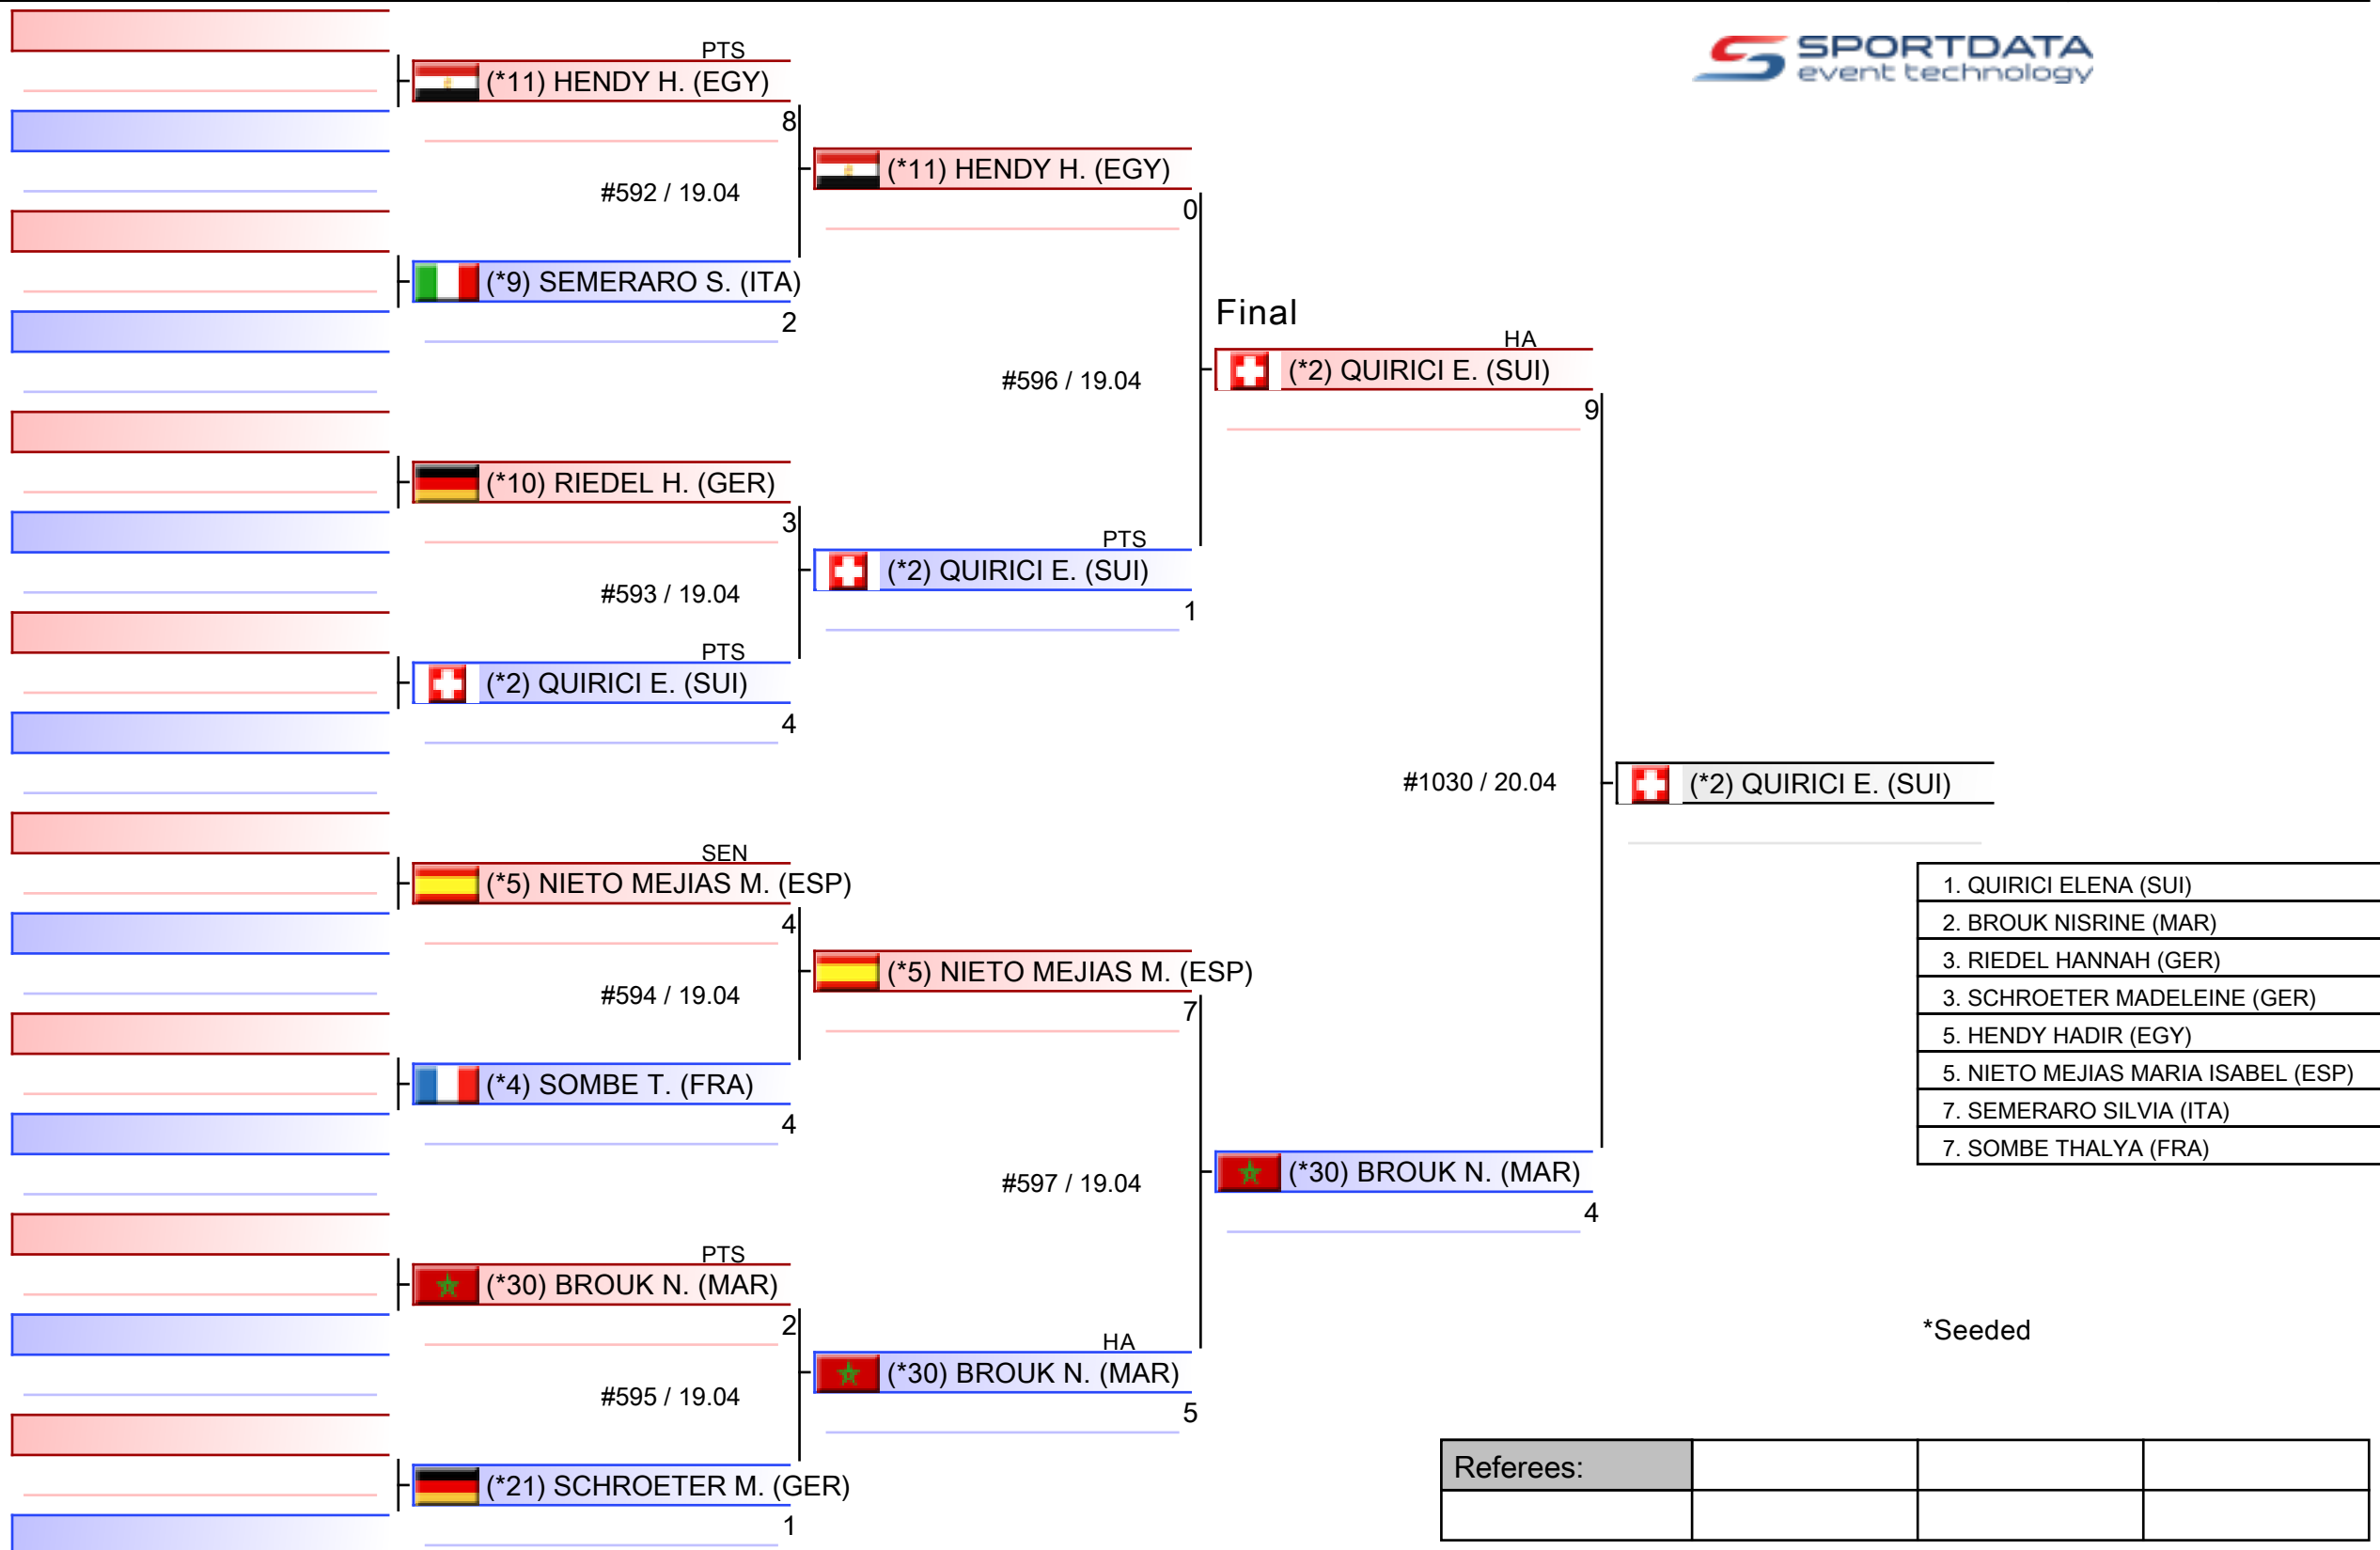 SPORTDATA
event technology
PTS
(*11) HENDY H. (EGY)
8
#592 / 19.04
(*9) SEMERARO S. (ITA)
2
(*10) RIEDEL H. (GER)
3
#593 / 19.04
PTS
(*2) QUIRICI E. (SUI)
4
SEN
(*5) NIETO MEJIAS M. (ESP)
4
#594 / 19.04
(*4) SOMBE T. (FRA)
4
PTS
(*30) BROUK N. (MAR)
2
#595 / 19.04
(*21) SCHROETER M. (GER)
1
(*11) HENDY H. (EGY)
0
#596 / 19.04
PTS
(*2) QUIRICI E. (SUI)
1
(*5) NIETO MEJIAS M. (ESP)
7
#597 / 19.04
HA
(*30) BROUK N. (MAR)
5
Final
HA
(*2) QUIRICI E. (SUI)
9
#1030 / 20.04
(*30) BROUK N. (MAR)
4
(*2) QUIRICI E. (SUI)
1. QUIRICI ELENA (SUI)
2. BROUK NISRINE (MAR)
3. RIEDEL HANNAH (GER)
3. SCHROETER MADELEINE (GER)
5. HENDY HADIR (EGY)
5. NIETO MEJIAS MARIA ISABEL (ESP)
7. SEMERARO SILVIA (ITA)
7. SOMBE THALYA (FRA)
*Seeded
Referees: